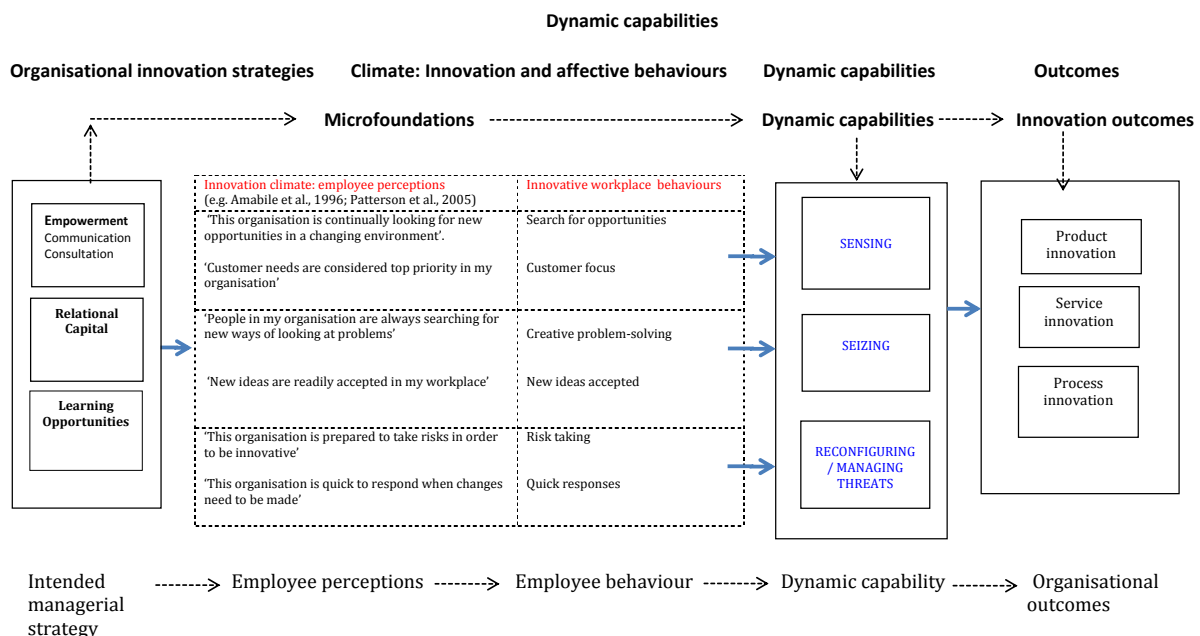 Dynamic capabilities
Organisational innovation strategies
Climate: Innovation and affective behaviours
Dynamic capabilities
Outcomes
Microfoundations
Dynamic capabilities
Innovation outcomes
Empowerment
Communication
Consultation
Relational
Capital
Learning
Opportunities
Innovation climate: employee perceptions
(e.g. Amabile et al., 1996; Patterson et al., 2005)
Innovative workplace behaviours
'This organisation is continually looking for new
opportunities in a changing environment'.
Search for opportunities
'Customer needs are considered top priority in my
organisation'
Customer focus
'People in my organisation are always searching for
new ways of looking at problems'
Creative problem-solving
'New ideas are readily accepted in my workplace'
New ideas accepted
'This organisation is prepared to take risks in order
to be innovative'
Risk taking
'This organisation is quick to respond when changes
need to be made'
Quick responses
SENSING
SEIZING
RECONFIGURING
/ MANAGING
THREATS
Product
innovation
Service
innovation
Process
innovation
Intended
managerial
strategy
Employee perceptions
Employee behaviour
Dynamic capability
Organisational
outcomes